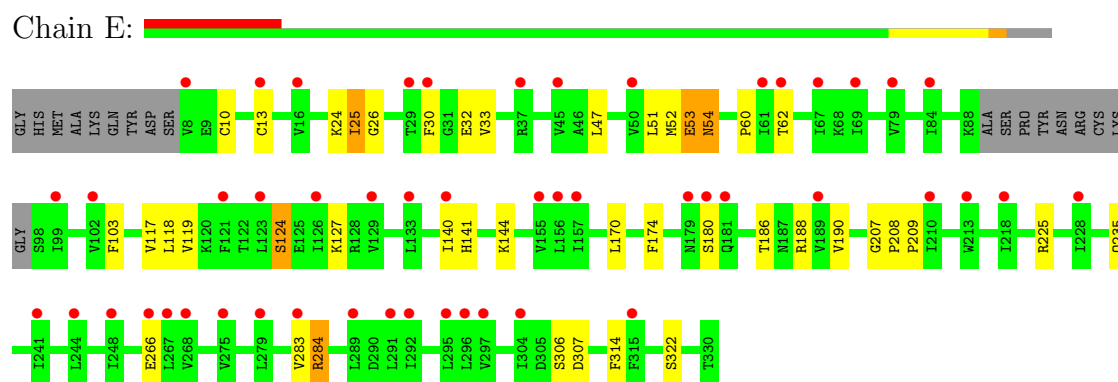 Chain E:
GLY HIS MET ALA LYS GLN TYR ASP SER V8 E9 C10 C13 V16 K24 I25 G26 T29 F30 G31 E32 V33 R37 V45 A46 L47 V50 L51 M52 E53 N54 P60 I61 T62 I67 K68 I69 V79 I84 K88 ALA SER PRO TYR ASN ARG CYS LYS
GLY S98 I99 V102 F103 V117 L118 V119 K120 F121 T122 L123 S124 E125 I126 K127 R128 V129 L133 I140 H141 K144 V155 L156 I157 L170 F174 N179 S180 Q181 T186 N187 R188 V189 V190 G207 P208 P209 I210 W213 I218 R225 I228
I241 L244 I248 E266 L267 V268 V275 L279 V283 R284 L289 D290 L291 I292 L295 L296 V297 I304 D305 S306 D307 F314 F315 S322 T330